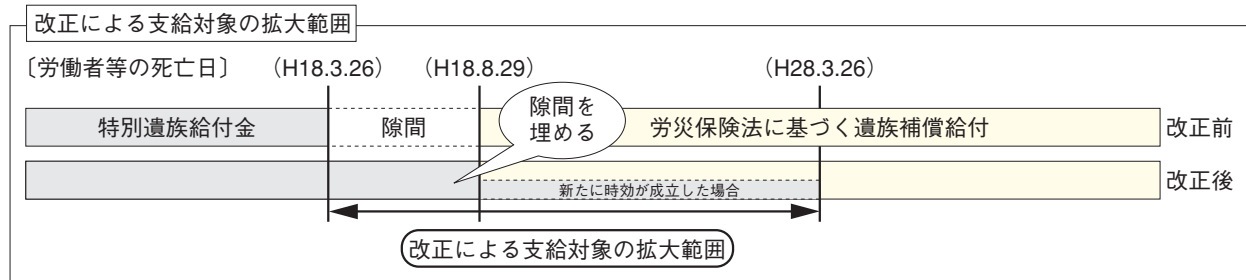 改正による支給対象の拡大範囲
〔労働者等の死亡日〕 （H18.3.26） （H18.8.29） （H28.3.26）
特別遺族給付金 隙間 隙間を埋める 労災保険法に基づく遺族補償給付 改正前
新たに時効が成立した場合 改正後
改正による支給対象の拡大範囲